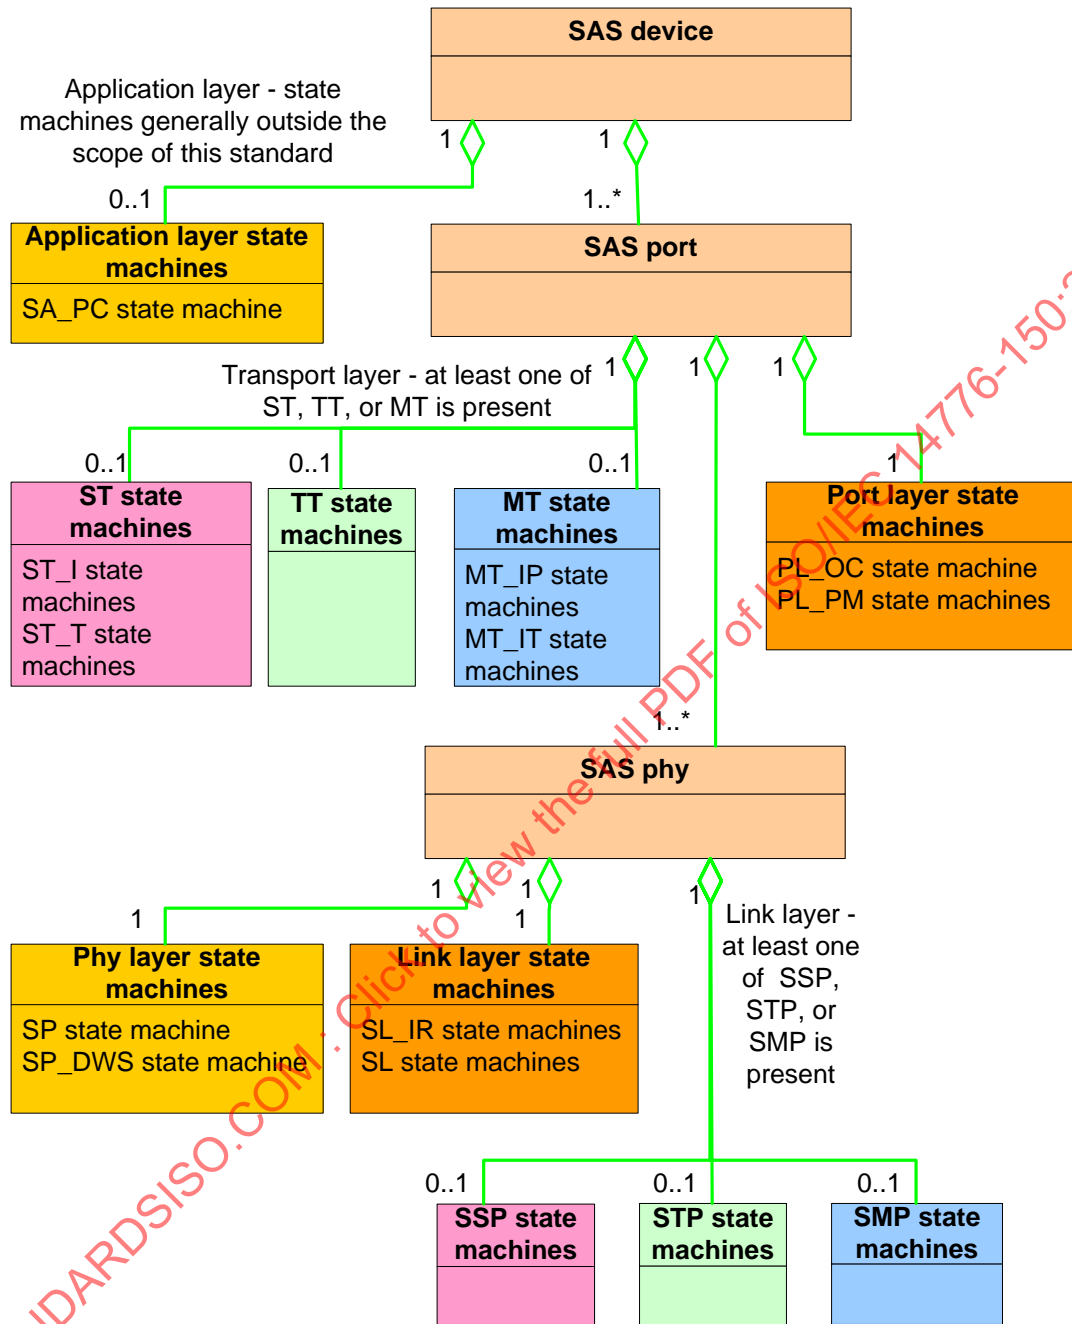 SAS device
Application layer - state
machines generally outside the
scope of this standard
1
1
0..1
1..*
Application layer state
machines
SA_PC state machine
SAS port
1
1
1
Transport layer - at least one of
ST, TT, or MT is present
0..1
0..1
0..1
1
ST state
machines
ST_I state
machines
ST_T state
machines
TT state
machines
MT state
machines
MT_IP state
machines
MT_IT state
machines
Port layer state
machines
PL_OC state machine
PL_PM state machines
1..*
SAS phy
1
1
1
1
1
Link layer -
at least one
of SSP,
STP, or
SMP is
present
Phy layer state
machines
SP state machine
SP_DWS state machine
Link layer state
machines
SL_IR state machines
SL state machines
0..1
0..1
0..1
SSP state
machines
STP state
machines
SMP state
machines
IDARDSISO.COM : Click to view the full PDF of ISO/IEC 14776-150: